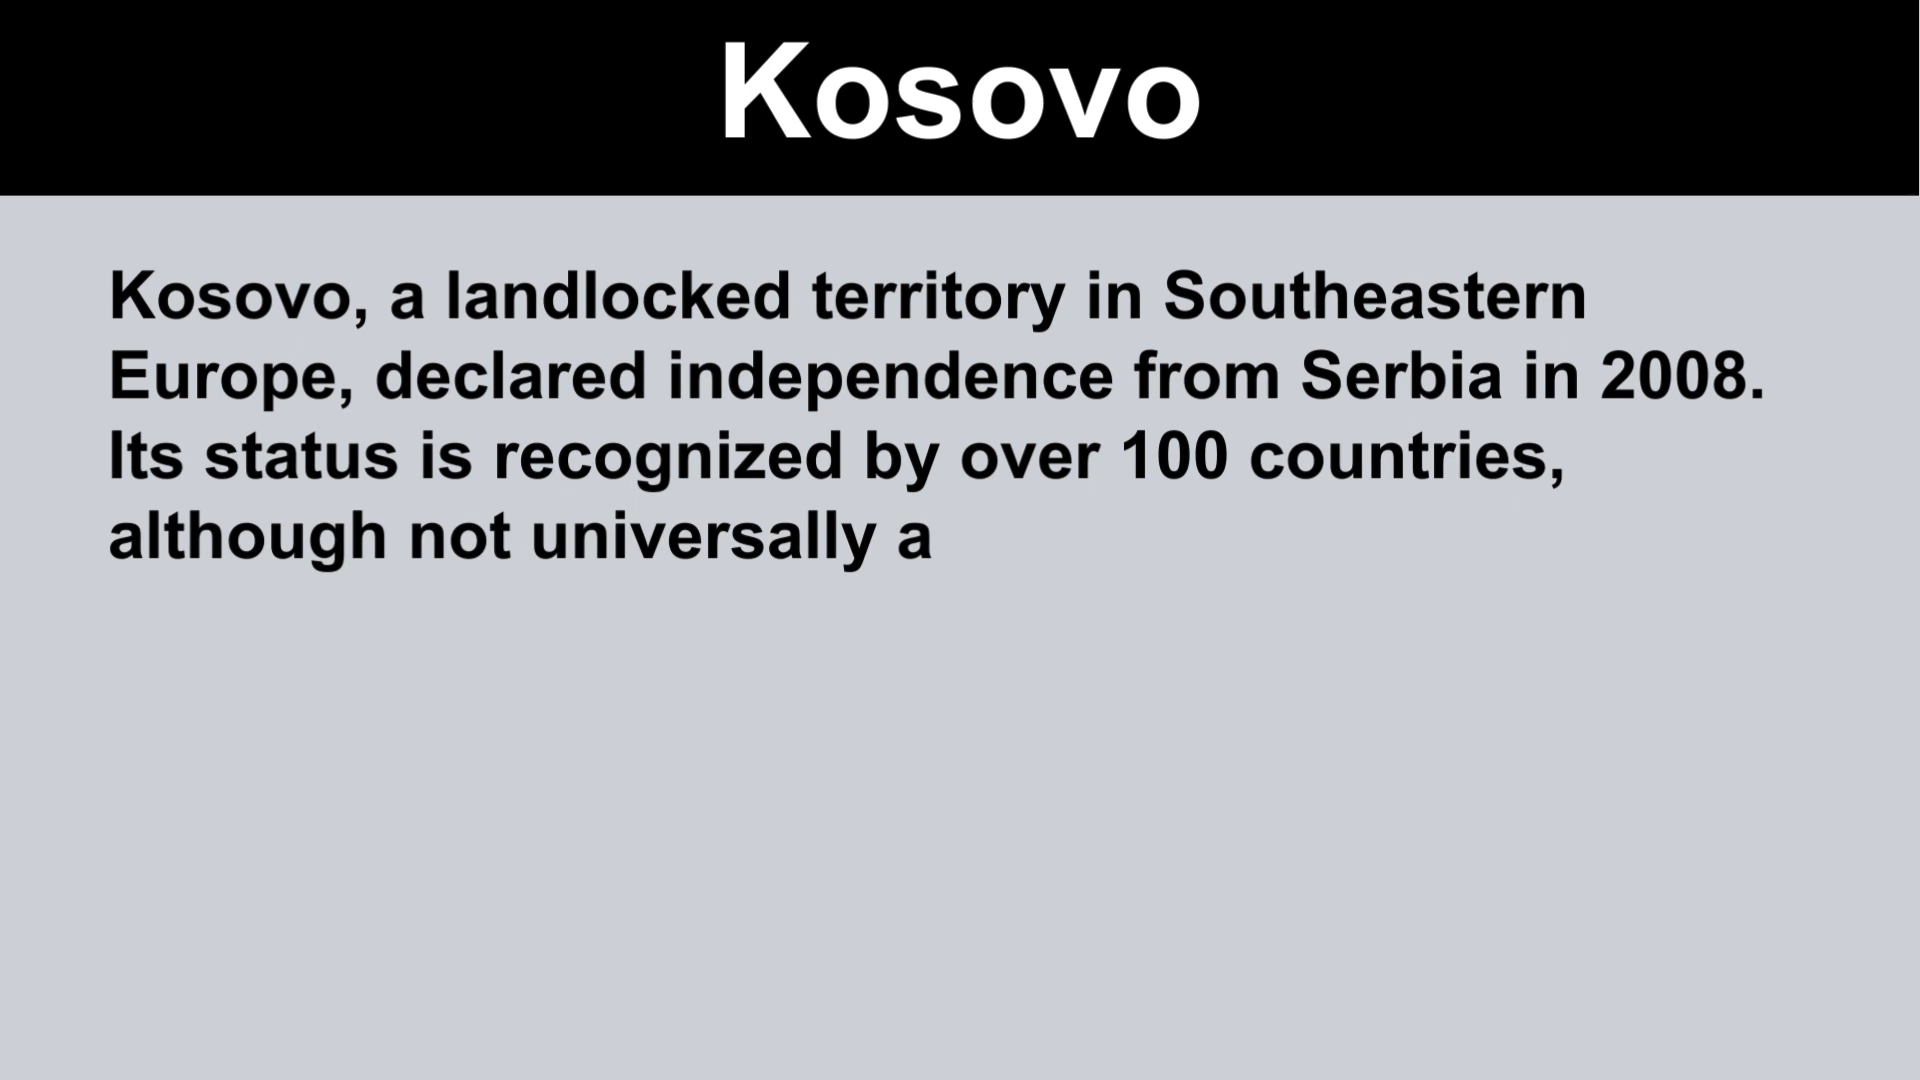 Kosovo
Kosovo, a landlocked territory in Southeastern
Europe, declared independence from Serbia in 2008.
Its status is recognized by over 100 countries,
although not universally a